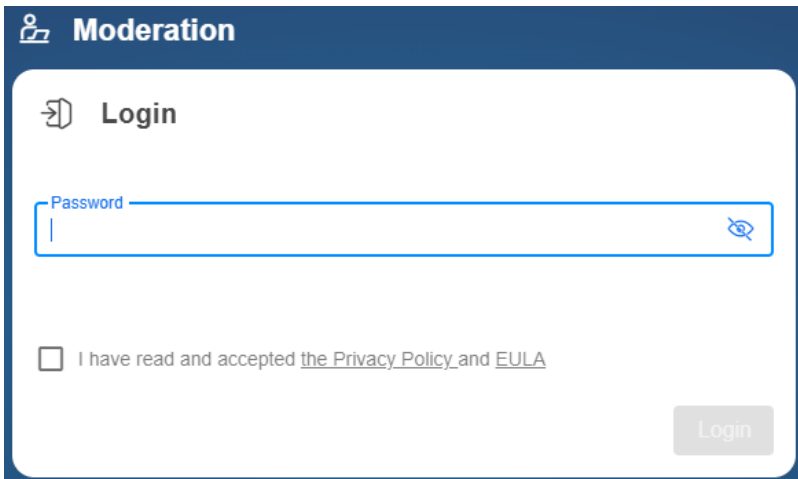 Moderation
Login
Password
I have read and accepted the Privacy Policy and EULA
Login